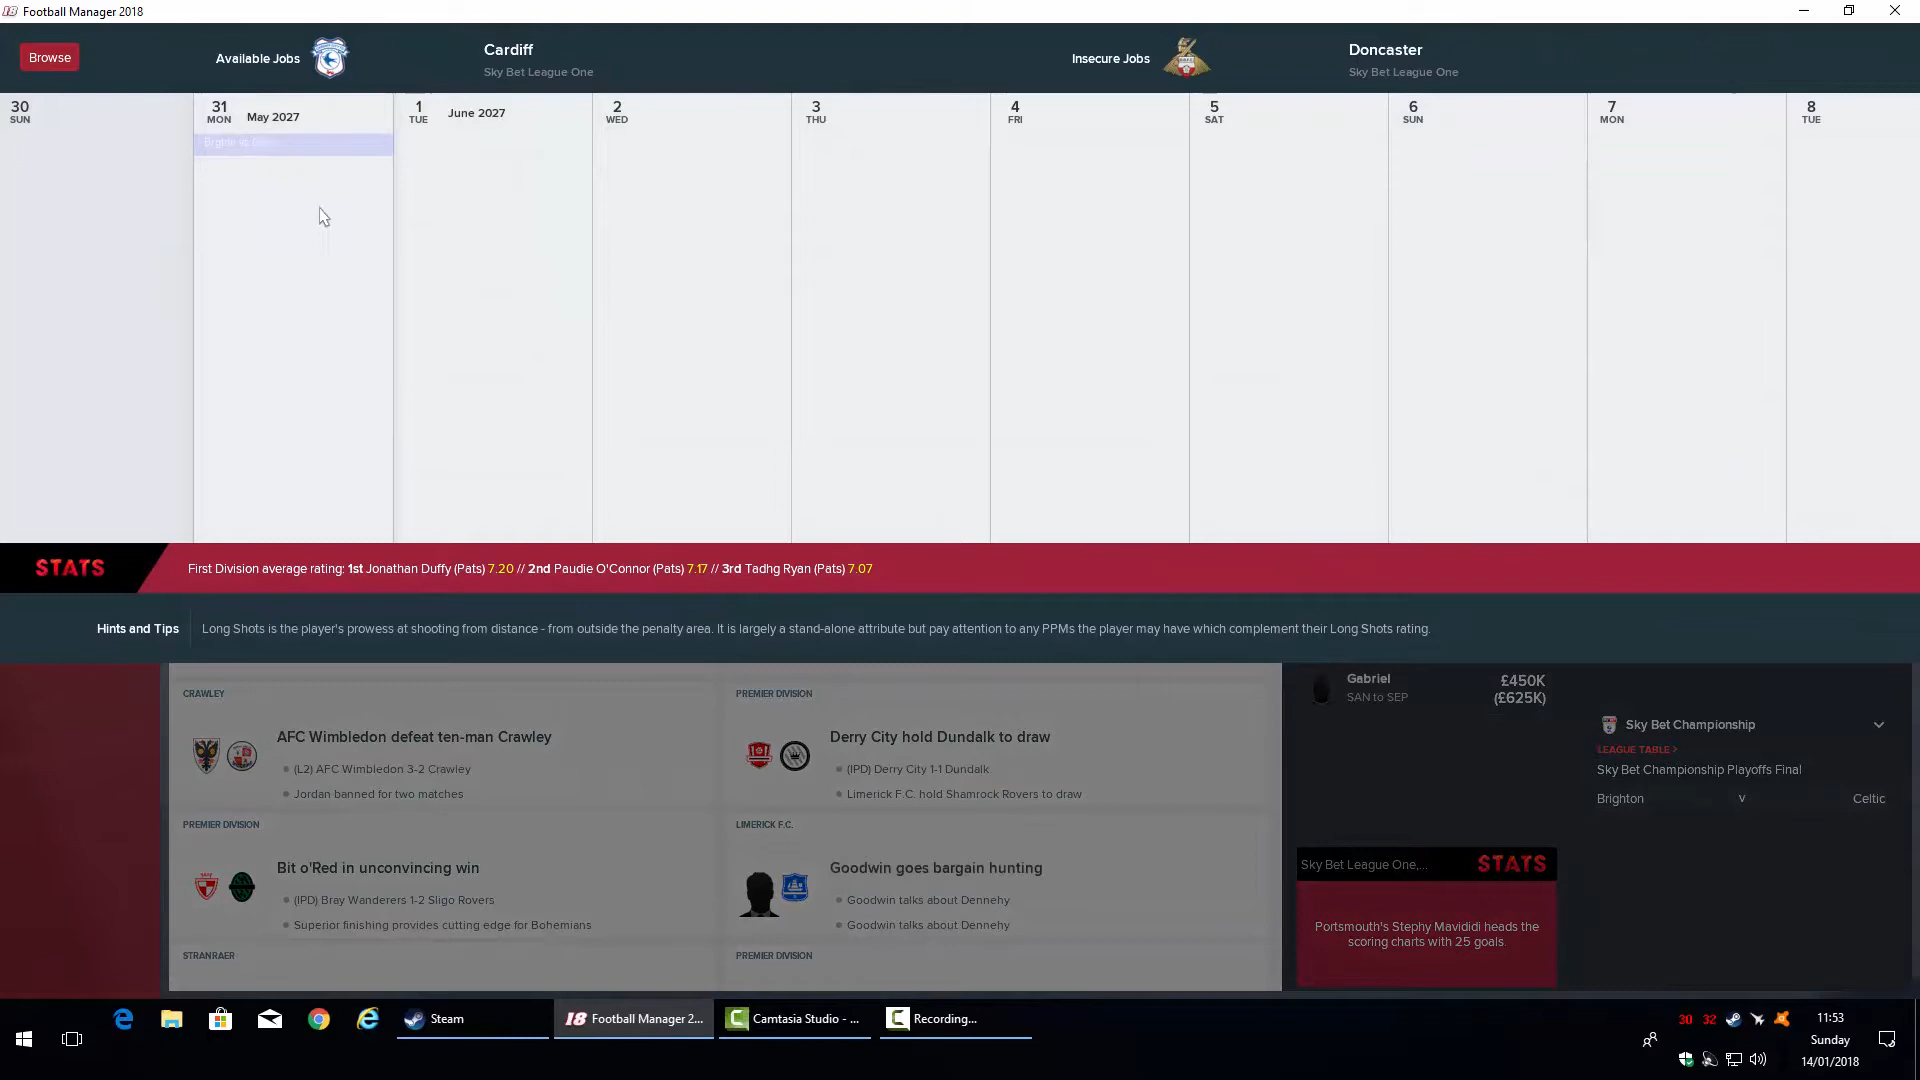 Football Manager 2018
Browse
Available Jobs
Cardiff
Sky Bet League One
Insecure Jobs
Doncaster
Sky Bet League One
30
SUN
31
MON
May 2027
1
TUE
June 2027
2
WED
3
THU
4
FRI
5
SAT
6
SUN
7
MON
8
TUE
STATS
First Division average rating: 1st Jonathan Duffy (Pats) 7.20 // 2nd Paudie O'Connor (Pats) 7.17 // 3rd Tadhg Ryan (Pats) 7.07
Hints and Tips
Long Shots is the player's prowess at shooting from distance - from outside the penalty area. It is largely a stand-alone attribute but pay attention to any PPMs the player may have which complement their Long Shots rating.
CRAWLEY
AFC Wimbledon defeat ten-man Crawley
(L2) AFC Wimbledon 3-2 Crawley
Jordan banned for two matches
PREMIER DIVISION
Derry City hold Dundalk to draw
(IPD) Derry City 1-1 Dundalk
Limerick F.C. hold Shamrock Rovers to draw
PREMIER DIVISION
Bit o'Red in unconvincing win
(IPD) Bray Wanderers 1-2 Sligo Rovers
Superior finishing provides cutting edge for Bohemians
LIMERICK F.C.
Goodwin goes bargain hunting
Goodwin talks about Dennehy
Goodwin talks about Dennehy
STRANRAER
PREMIER DIVISION
Gabriel
SAN to SEP
£450K
(£625K)
Sky Bet Championship
LEAGUE TABLE >
Sky Bet Championship Playoffs Final
Brighton v Celtic
Sky Bet League One,...
STATS
Portsmouth's Stephy Mavididi heads the
scoring charts with 25 goals.
Steam
18 Football Manager 2...
Camtasia Studio - ...
Recording...
30 32
11:53
Sunday
14/01/2018